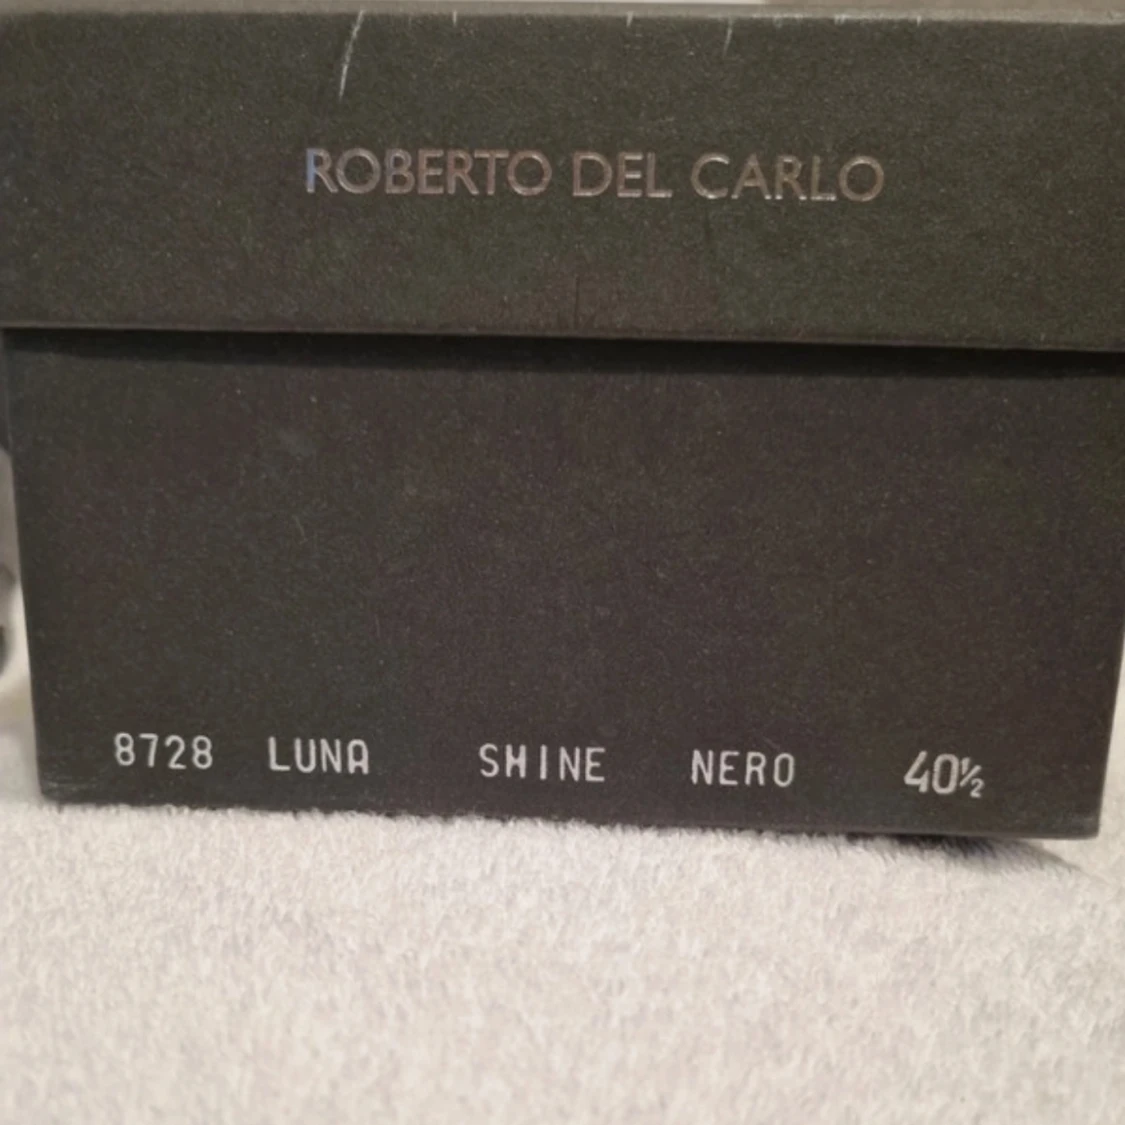 ROBERTO DEL CARLO
8728 LUNA SHINE NERO 40½